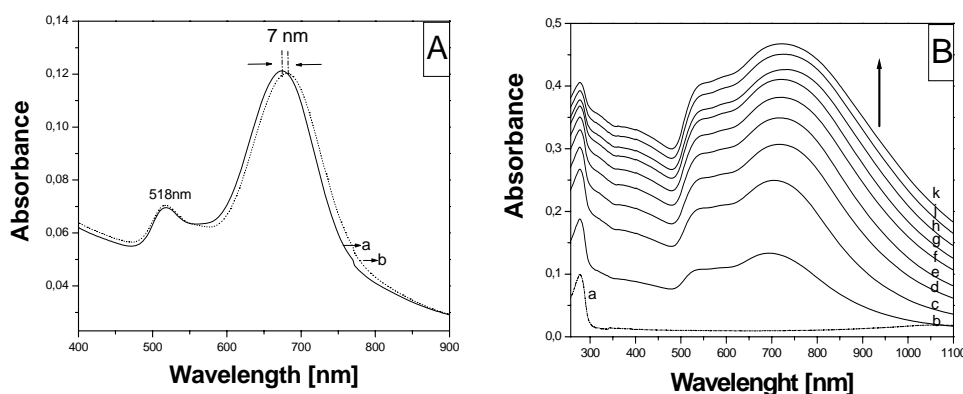 0,14
0,12
0,10
0,08
0,06
0,04
Absorbance
7 nm
A
518nm
a
b
400
500
600
700
800
900
Wavelength [nm]
0,5
0,4
0,3
0,2
0,1
0,0
Absorbance
B
k
j
h
g
f
e
d
c
b
a
300
400
500
600
700
800
900
1000
1100
Wavelenght [nm]